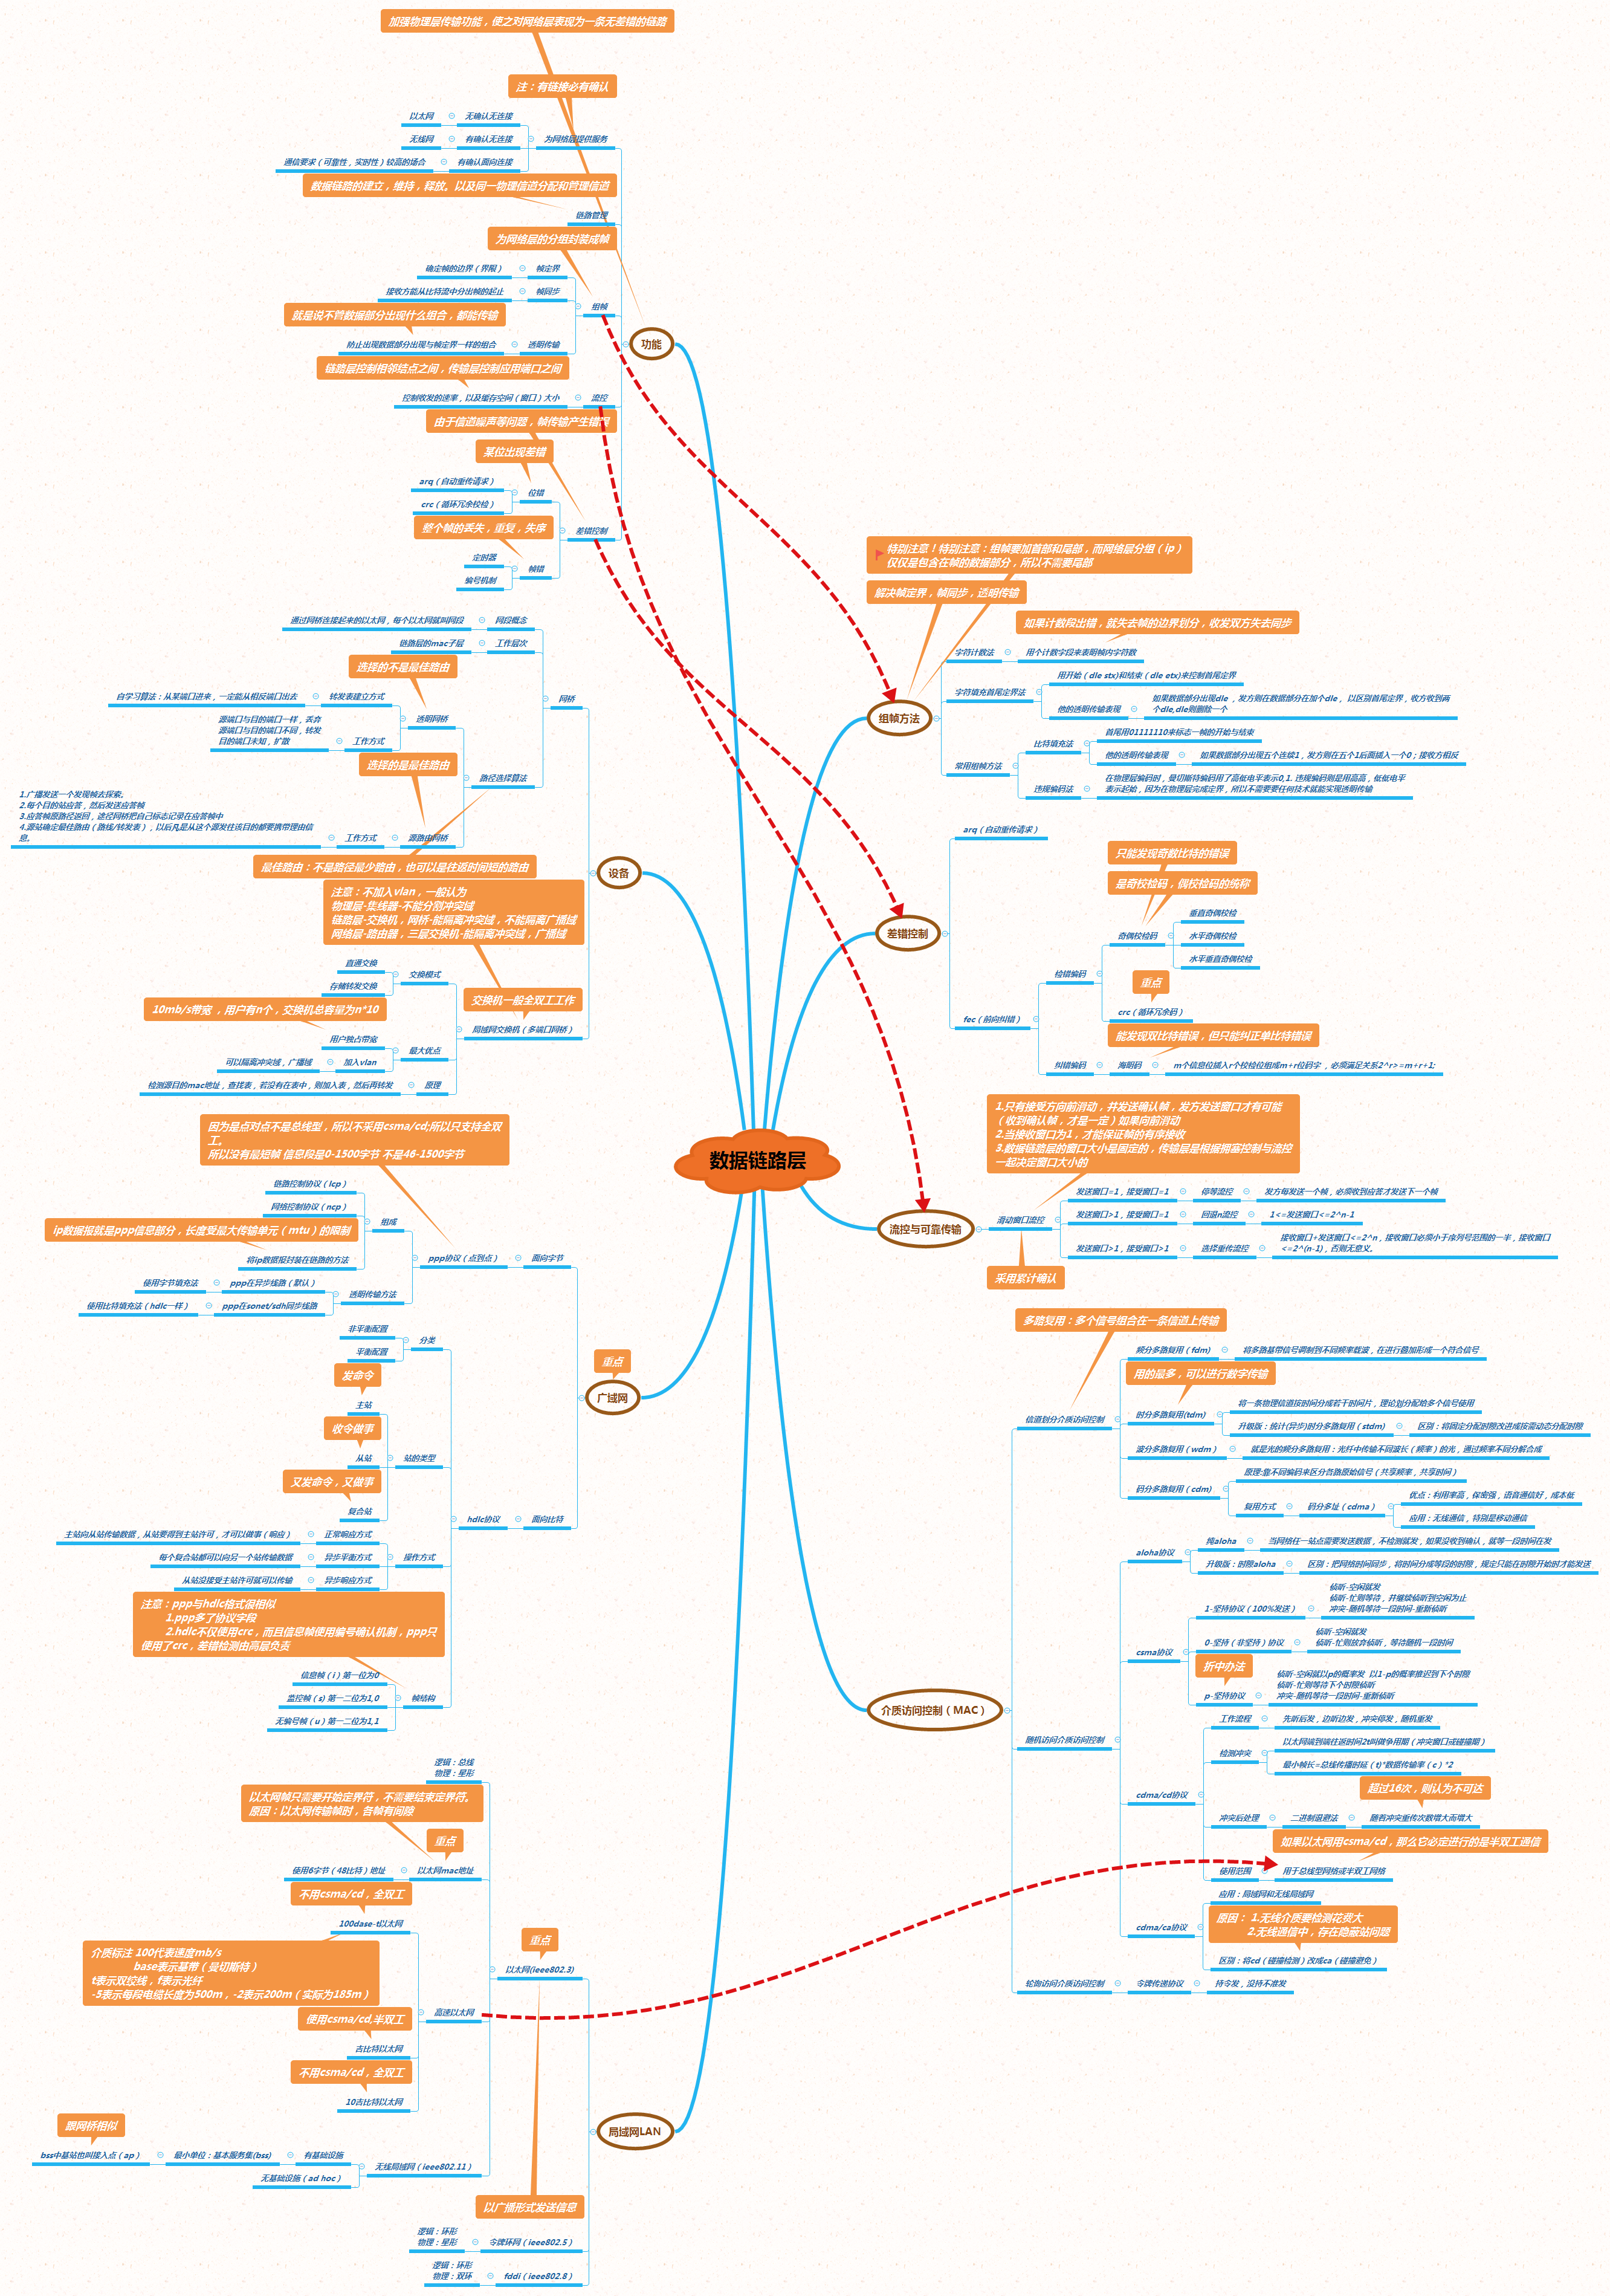 数据链路层
功能
加强物理层传输功能，使之对网络层表现为一条无差错的链路
注：有链接必有确认
为网络层提供服务
无确认无连接
以太网
有确认无连接
无线网
有确认面向连接
通信要求（可靠性，实时性）较高的场合
数据链路的建立，维持，释放。以及同一物理信道分配和管理信道
链路管理
为网络层的分组封装成帧
组帧
帧定界
确定帧的边界（界限）
帧同步
接收方能从比特流中分出帧的起止
就是说不管数据部分出现什么组合，都能传输
透明传输
防止出现数据部分出现与帧定界一样的组合
链路层控制相邻结点之间，传输层控制应用端口之间
流控
控制收发的速率，以及缓存空间（窗口）大小
由于信道噪声等问题，帧传输产生错误
差错控制
某位出现差错
位错
arq（自动重传请求）
crc（循环冗余校检）
整个帧的丢失，重复，失序
帧错
定时器
编号机制
设备
网桥
网段概念
通过网桥连接起来的以太网，每个以太网就叫网段
工作层次
链路层的mac子层
路径选择算法
选择的不是最佳路由
透明网桥
转发表建立方式
自学习算法：从某端口进来，一定能从相反端口出去
工作方式
源端口与目的端口一样，丢弃
源端口与目的端口不同，转发
目的端口未知，扩散
选择的是最佳路由
源路由网桥
工作方式
1.广播发送一个发现帧去探索。
2.每个目的站应答，然后发送应答帧
3.应答帧原路径返回，途径网桥把自己标志记录在应答帧中
4.源站确定最佳路由（路线/转发表），以后凡是从这个源发往该目的都要携带理由信
息。
最佳路由：不是路径最少路由，也可以是往返时间短的路由
注意：不加入vlan，一般认为
物理层-集线器-不能分割冲突域
链路层-交换机，网桥-能隔离冲突域，不能隔离广播域
网络层-路由器，三层交换机-能隔离冲突域，广播域
交换机一般全双工工作
局域网交换机（多端口网桥）
交换模式
直通交换
存储转发交换
10mb/s带宽 ，用户有n个，交换机总容量为n*10
最大优点
用户独占带宽
加入vlan
可以隔离冲突域，广播域
原理
检测源目的mac地址，查找表，若没有在表中，则加入表，然后再转发
重点
广域网
面向字节
ppp协议（点到点）
因为是点对点不是总线型，所以不采用csma/cd;所以只支持全双
工。
所以没有最短帧 信息段是0-1500字节 不是46-1500字节
组成
链路控制协议（lcp）
网络控制协议（ncp）
ip数据报就是ppp信息部分，长度要最大传输单元（mtu）的限制
将ip数据报封装在链路的方法
透明传输方法
ppp在异步线路（默认）
使用字节填充法
ppp在sonet/sdh同步线路
使用比特填充法（hdlc一样）
面向比特
hdlc协议
分类
非平衡配置
平衡配置
站的类型
发命令
主站
收令做事
从站
又发命令，又做事
复合站
操作方式
正常响应方式
主站向从站传输数据，从站要得到主站许可，才可以做事（响应）
异步平衡方式
每个复合站都可以向另一个站传输数据
异步响应方式
从站没接受主站许可就可以传输
注意：ppp与hdlc格式很相似
1.ppp多了协议字段
2.hdlc不仅使用crc，而且信息帧使用编号确认机制，ppp只
使用了crc，差错检测由高层负责
帧结构
信息帧（i）第一位为0
监控帧（s) 第一二位为1,0
无编号帧（u）第一二位为1,1
局域网LAN
重点
以太网(ieee802.3)
逻辑：总线
物理：星形
以太网帧只需要开始定界符，不需要结束定界符。
原因：以太网传输帧时，各帧有间隙
重点
以太网mac地址
使用6字节（48比特）地址
高速以太网
不用csma/cd，全双工
100dase-t以太网
介质标注 100代表速度mb/s
base表示基带（曼切斯特）
t表示双绞线，f表示光纤
-5表示每段电缆长度为500m，-2表示200m（实际为185m）
使用csma/cd,半双工
吉比特以太网
不用csma/cd，全双工
10吉比特以太网
无线局域网（ieee802.11）
有基础设施
最小单位：基本服务集(bss)
跟网桥相似
bss中基站也叫接入点（ap）
无基础设施（ad hoc）
以广播形式发送信息
令牌环网（ieee802.5）
逻辑：环形
物理：星形
fddi（ieee802.8）
逻辑：环形
物理：双环
组帧方法
特别注意！特别注意：组帧要加首部和尾部，而网络层分组（ip）
仅仅是包含在帧的数据部分，所以不需要尾部
解决帧定界，帧同步，透明传输
如果计数段出错，就失去帧的边界划分，收发双方失去同步
字符计数法
用个计数字段来表明帧内字符数
字符填充首尾定界法
用开始（dle stx)和结束（dle etx)来控制首尾定界
他的透明传输表现
如果数据部分出现dle ，发方则在数据部分在加个dle， 以区别首尾定界，收方收到两
个dle,dle则删除一个
常用组帧方法
比特填充法
首尾用01111110来标志一帧的开始与结束
他的透明传输表现
如果数据部分出现五个连续1，发方则在五个1后面插入一个0；接收方相反
违规编码法
在物理层编码时，曼切斯特编码用了高低电平表示0,1. 违规编码则是用高高，低低电平
表示起始，因为在物理层完成定界，所以不需要要任何技术就能实现透明传输
差错控制
arq（自动重传请求）
fec（前向纠错）
检错编码
只能发现奇数比特的错误
是奇校检码，偶校检码的统称
奇偶校检码
垂直奇偶校检
水平奇偶校检
水平垂直奇偶校检
重点
crc（循环冗余码）
能发现双比特错误，但只能纠正单比特错误
纠错编码
海明码
m个信息位插入r个校检位组成m+r位码字 ，必须满足关系2^r>=m+r+1;
流控与可靠传输
1.只有接受方向前滑动，并发送确认帧，发方发送窗口才有可能
（收到确认帧，才是一定）如果向前滑动
2.当接收窗口为1，才能保证帧的有序接收
3.数据链路层的窗口大小是固定的，传输层是根据拥塞控制与流控
一起决定窗口大小的
滑动窗口流控
发送窗口=1，接受窗口=1
停等流控
发方每发送一个帧，必须收到应答才发送下一个帧
发送窗口>1，接受窗口=1
回退n流控
1<=发送窗口<=2^n-1
发送窗口>1，接受窗口>1
选择重传流控
接收窗口+发送窗口<=2^n，接收窗口必须小于序列号范围的一半，接收窗口
<=2^(n-1)，否则无意义。
采用累计确认
介质访问控制（MAC）
多路复用：多个信号组合在一条信道上传输
信道划分介质访问控制
频分多路复用（fdm)
将多路基带信号调制到不同频率载波，在进行叠加形成一个符合信号
用的最多，可以进行数字传输
时分多路复用(tdm)
将一条物理信道按时间分成若干时间片，理论划分配给多个信号使用
升级版：统计(异步)时分多路复用（stdm)
区别：将固定分配时隙改进成按需动态分配时隙
波分多路复用（wdm）
就是光的频分多路复用：光纤中传输不同波长（频率）的光，通过频率不同分解合成
码分多路复用（cdm)
原理:靠不同编码来区分各路原始信号（共享频率，共享时间）
复用方式
码分多址（cdma）
优点：利用率高，保密强，语音通信好，成本低
应用：无线通信，特别是移动通信
随机访问介质访问控制
aloha协议
纯aloha
当网络任一站点需要发送数据，不检测就发，如果没收到确认，就等一段时间在发
升级版：时隙aloha
区别：把网络时间同步，将时间分成等段的时隙，规定只能在时隙开始时才能发送
csma协议
1-坚持协议（100%发送）
侦听-空闲就发
侦听-忙则等待，并继续侦听到空闲为止
冲突-随机等待一段时间-重新侦听
0-坚持（非坚持）协议
侦听-空闲就发
侦听-忙则放弃侦听，等待随机一段时间
折中办法
p-坚持协议
侦听-空闲就以p的概率发 以1-p的概率推迟到下个时隙
侦听-忙则等待下个时隙侦听
冲突-随机等待一段时间-重新侦听
cdma/cd协议
工作流程
先听后发，边听边发，冲突停发，随机重发
检测冲突
以太网端到端往返时间2t叫做争用期（冲突窗口或碰撞期）
最小帧长=总线传播时延（t)*数据传输率（c）*2
超过16次，则认为不可达
冲突后处理
二进制退避法
随着冲突重传次数增大而增大
如果以太网用csma/cd，那么它必定进行的是半双工通信
使用范围
用于总线型网络或半双工网络
cdma/ca协议
应用：局域网和无线局域网
原因： 1.无线介质要检测花费大
2.无线通信中，存在隐蔽站问题
区别：将cd（碰撞检测）改成ca（碰撞避免）
轮询访问介质访问控制
令牌传递协议
持令发，没持不准发